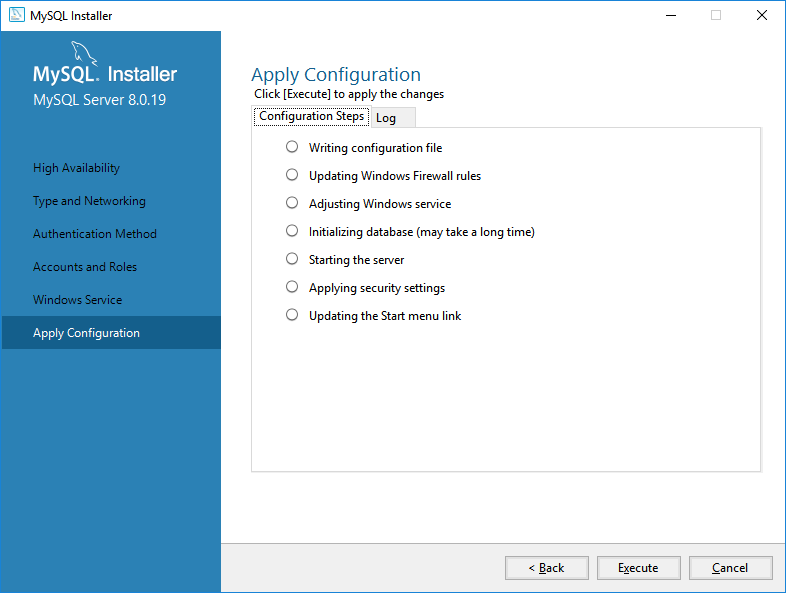 MySQL Installer
MySQL. Installer
MySQL Server 8.0.19
High Availability
Type and Networking
Authentication Method
Accounts and Roles
Windows Service
Apply Configuration
Apply Configuration
Click [Execute] to apply the changes
Configuration Steps Log
Writing configuration file
Updating Windows Firewall rules
Adjusting Windows service
Initializing database (may take a long time)
Starting the server
Applying security settings
Updating the Start menu link
< Back Execute Cancel